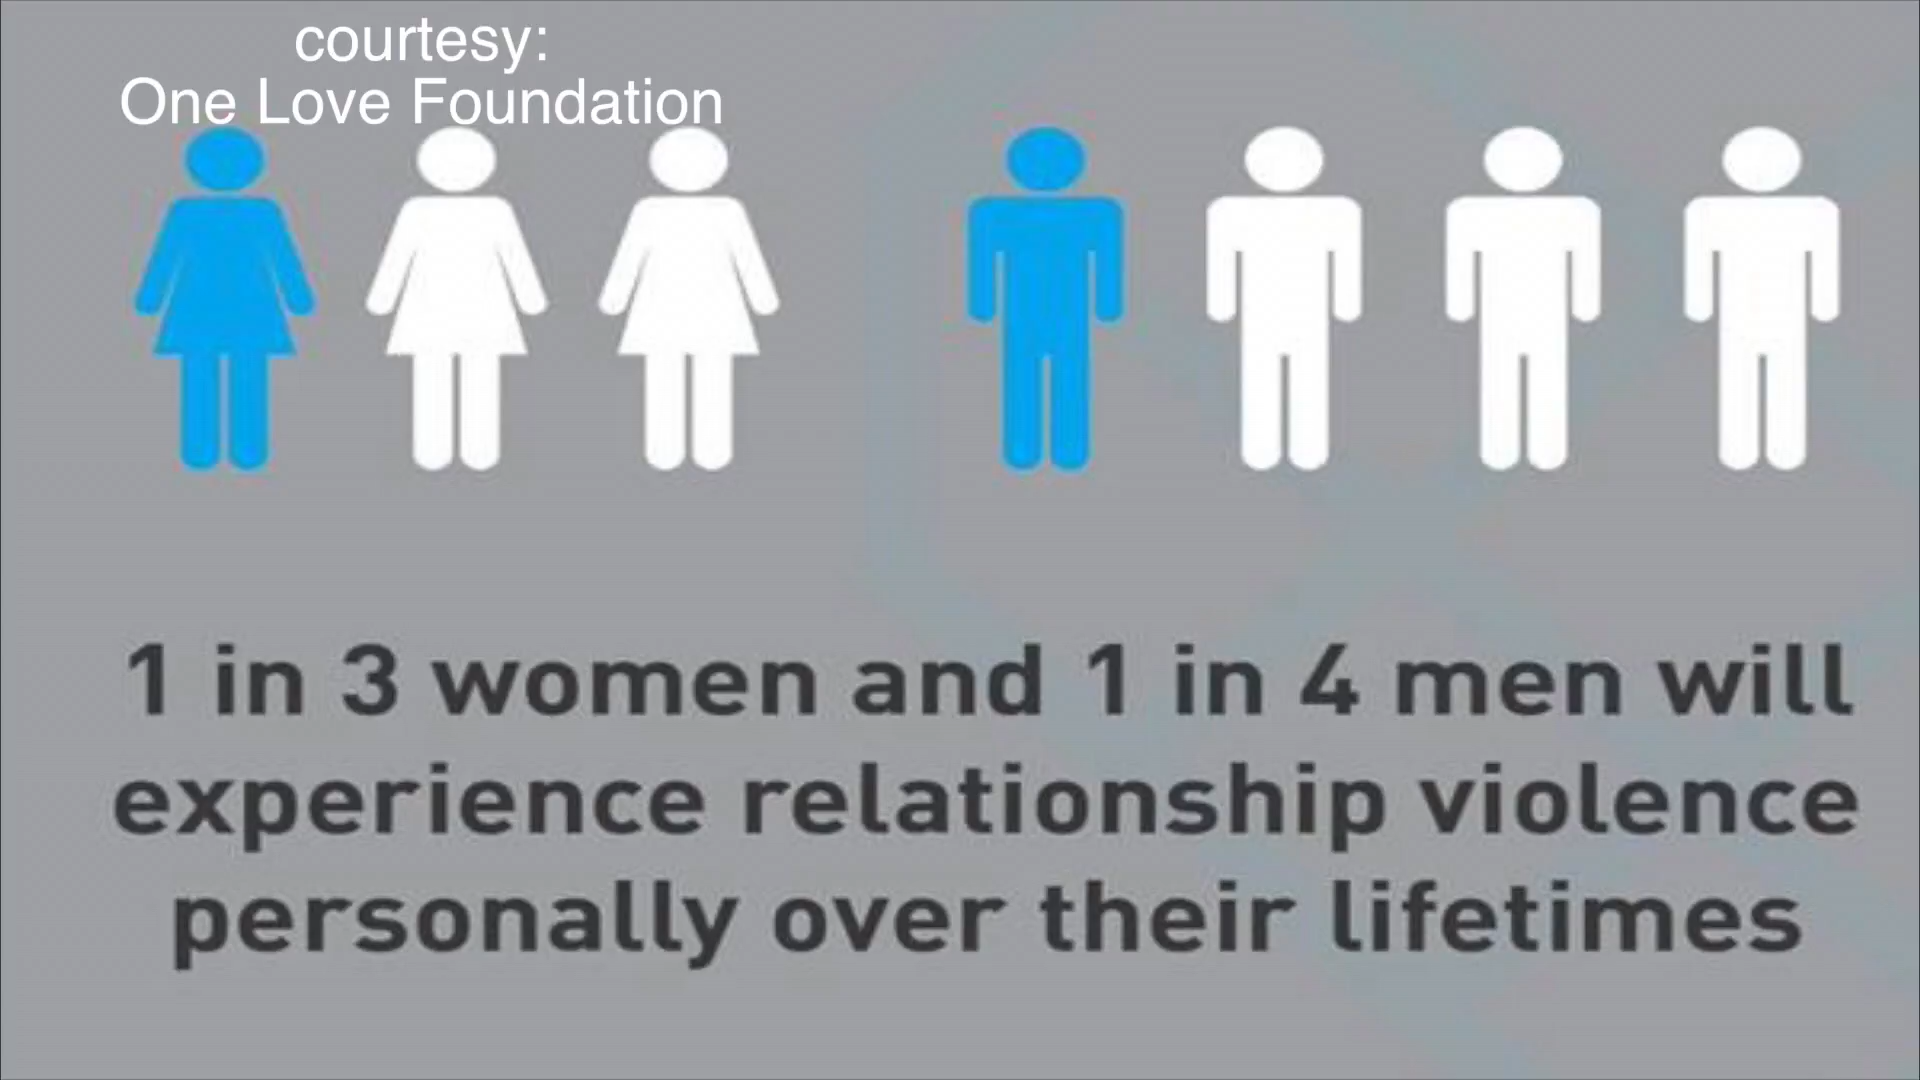 courtesy:
One Love Foundation
1 in 3 women and 1 in 4 men will
experience relationship violence
personally over their lifetimes